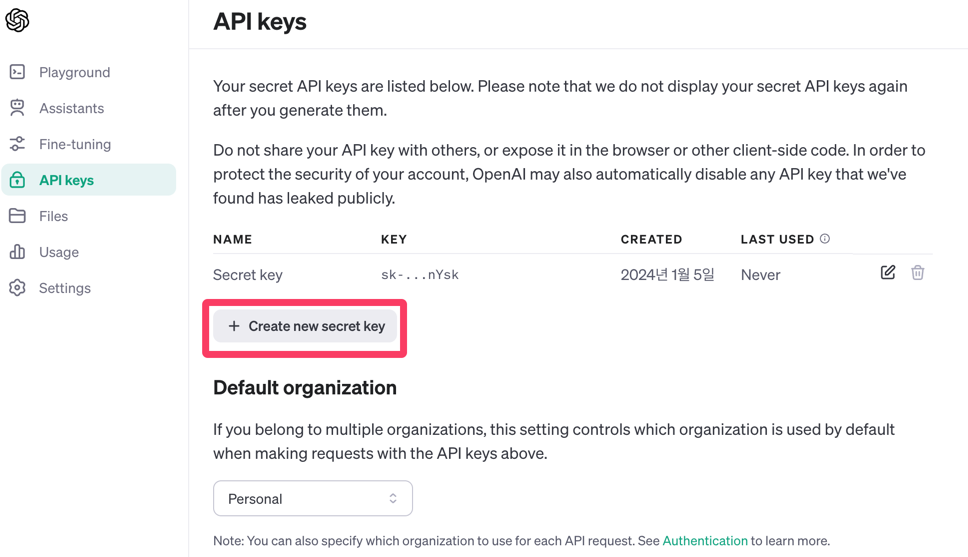 API keys
Playground
Assistants
Fine-tuning
API keys
Files
Usage
Settings
Your secret API keys are listed below. Please note that we do not display your secret API keys again
after you generate them.
Do not share your API key with others, or expose it in the browser or other client-side code. In order to
protect the security of your account, OpenAI may also automatically disable any API key that we've
found has leaked publicly.
NAME KEY CREATED LAST USED
Secret key sk-...nYsk 2024년 1월 5일 Never
+ Create new secret key
Default organization
If you belong to multiple organizations, this setting controls which organization is used by default
when making requests with the API keys above.
Personal
Note: You can also specify which organization to use for each API request. See Authentication to learn more.